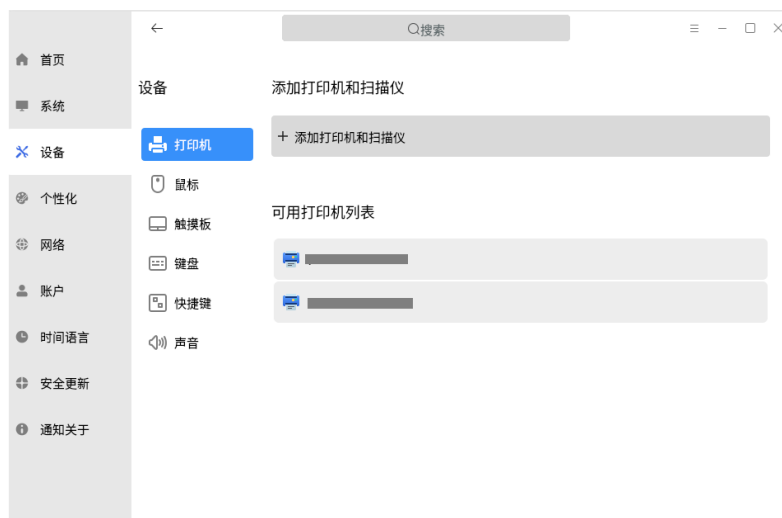 搜索
首页
系统
设备
个性化
网络
账户
时间语言
安全更新
通知关于
设备
打印机
鼠标
触摸板
键盘
快捷键
声音
添加打印机和扫描仪
+ 添加打印机和扫描仪
可用打印机列表